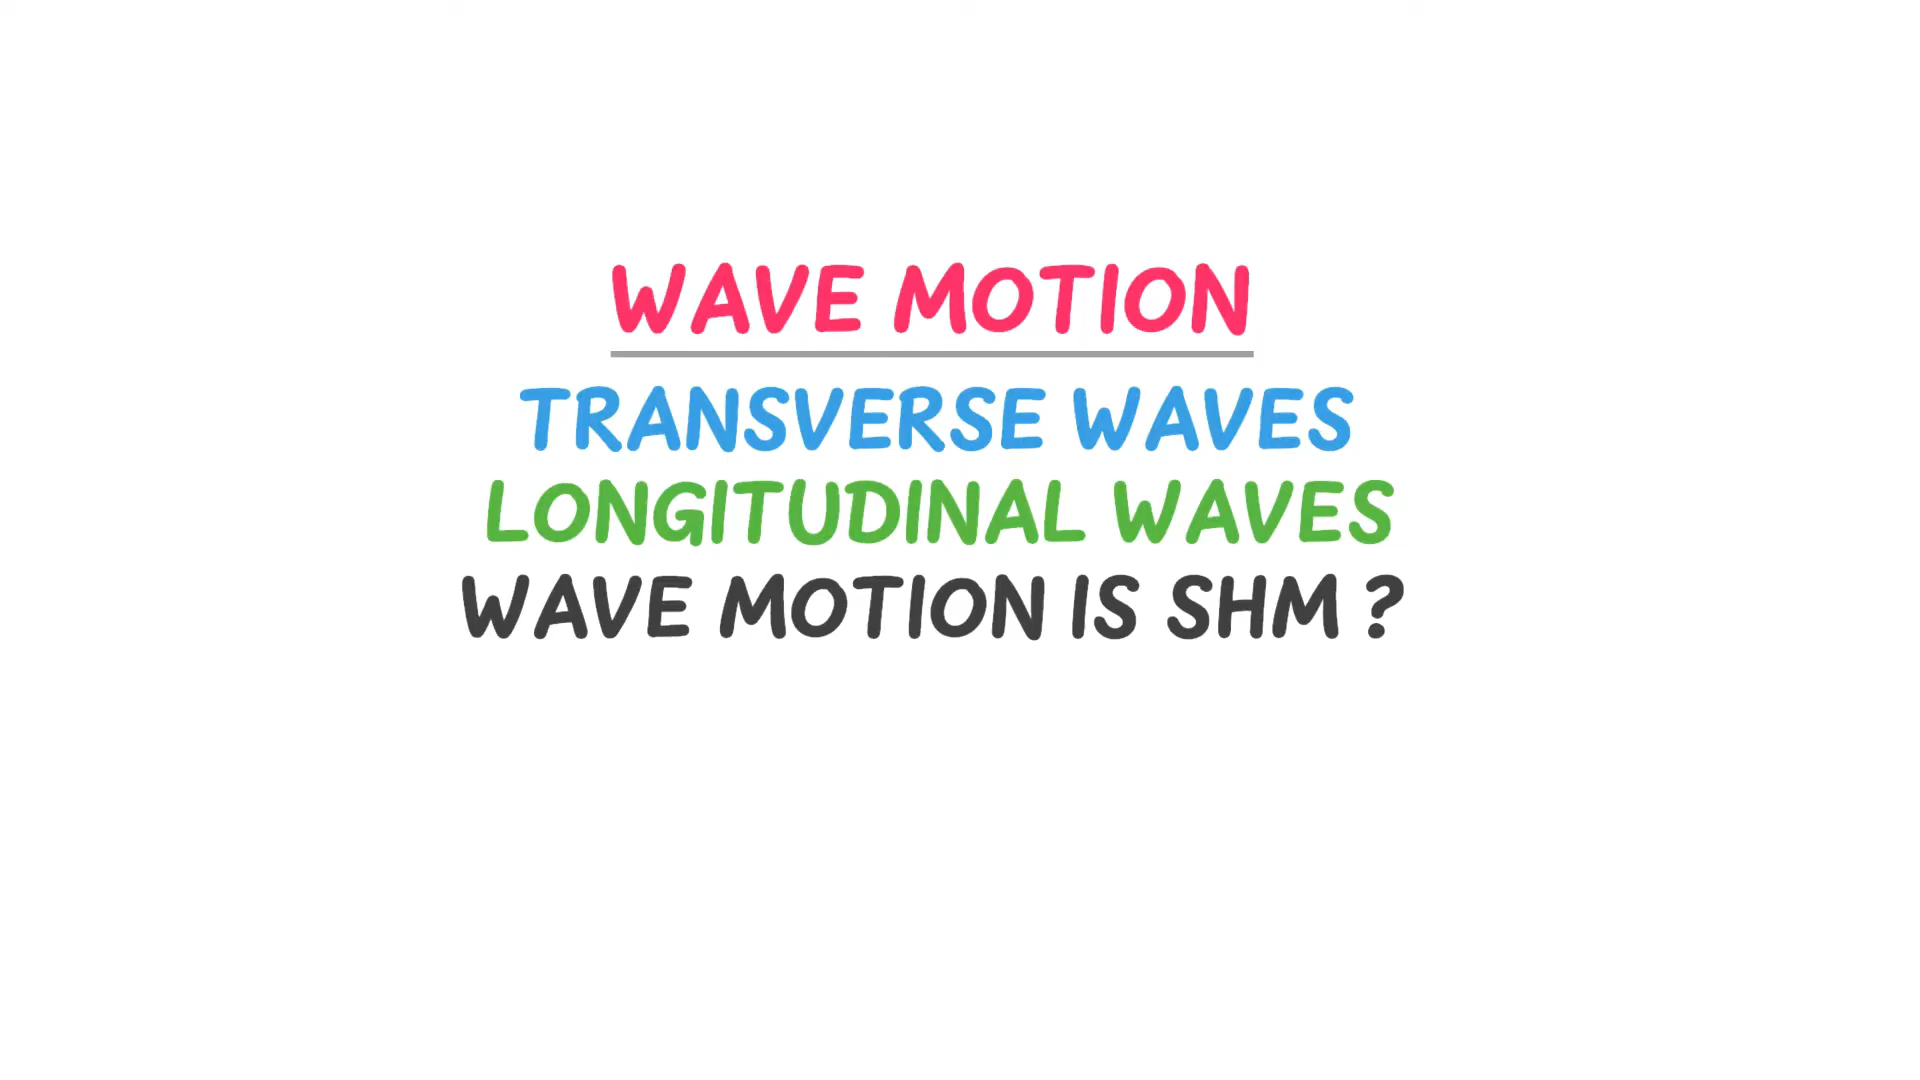 WAVE MOTION
TRANSVERSE WAVES
LONGITUDINAL WAVES
WAVE MOTION IS SHM ?